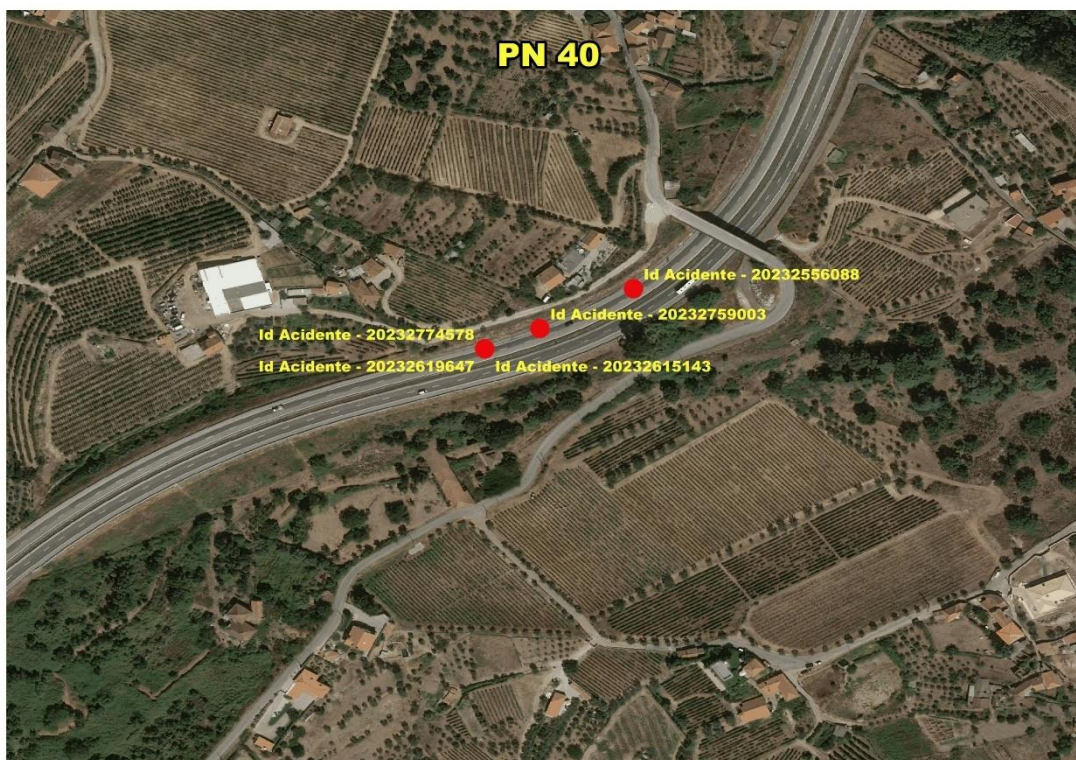 PN 40
Id Acidente - 20232556088
Id Acidente - 20232759003
Id Acidente - 20232774578
Id Acidente - 20232619647 Id Acidente - 20232615143